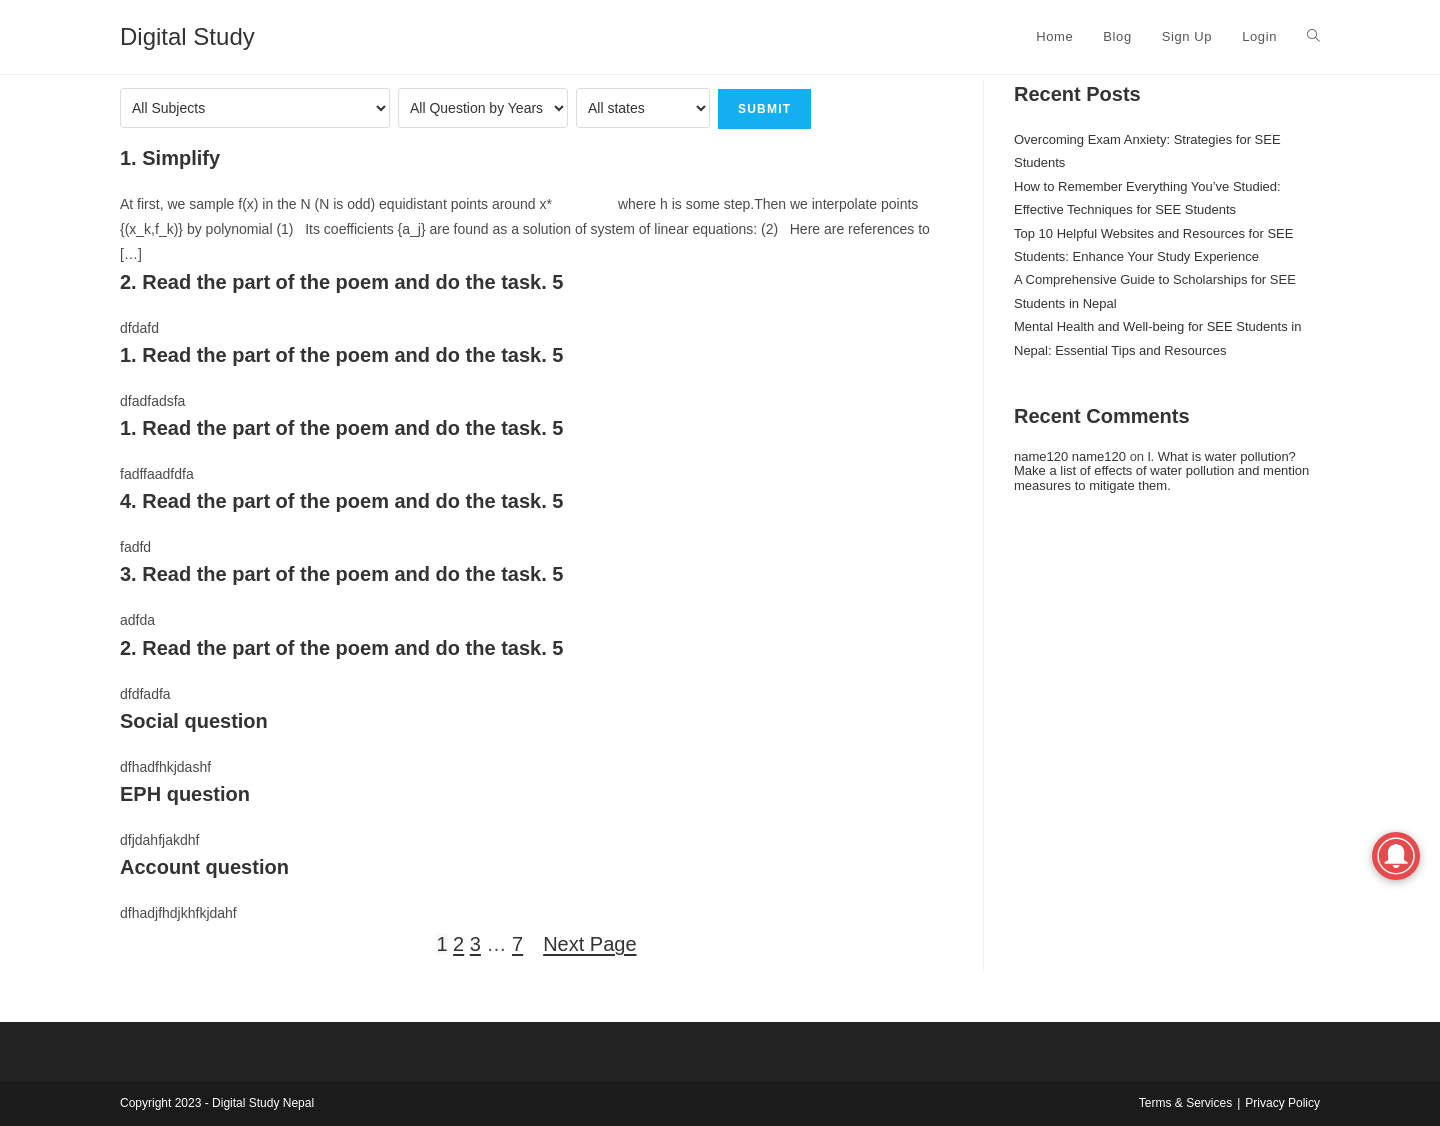 Digital Study
Home
Blog
Sign Up
Login
All Subjects
All Question by Years
All states
SUBMIT
1. Simplify
At first, we sample f(x) in the N (N is odd) equidistant points around x* where h is some step.Then we interpolate points
{(x_k,f_k)} by polynomial (1) Its coefficients {a_j} are found as a solution of system of linear equations: (2) Here are references to
[…]
2. Read the part of the poem and do the task. 5
dfdafd
1. Read the part of the poem and do the task. 5
dfadfadsfa
1. Read the part of the poem and do the task. 5
fadffaadfdfa
4. Read the part of the poem and do the task. 5
fadfd
3. Read the part of the poem and do the task. 5
adfda
2. Read the part of the poem and do the task. 5
dfdfadfa
Social question
dfhadfhkjdashf
EPH question
dfjdahfjakdhf
Account question
dfhadjfhdjkhfkjdahf
1 2 3 … 7 Next Page
Recent Posts
Overcoming Exam Anxiety: Strategies for SEE
Students
How to Remember Everything You’ve Studied:
Effective Techniques for SEE Students
Top 10 Helpful Websites and Resources for SEE
Students: Enhance Your Study Experience
A Comprehensive Guide to Scholarships for SEE
Students in Nepal
Mental Health and Well-being for SEE Students in
Nepal: Essential Tips and Resources
Recent Comments
name120 name120 on l. What is water pollution?
Make a list of effects of water pollution and mention
measures to mitigate them.
Copyright 2023 - Digital Study Nepal
Terms & Services | Privacy Policy